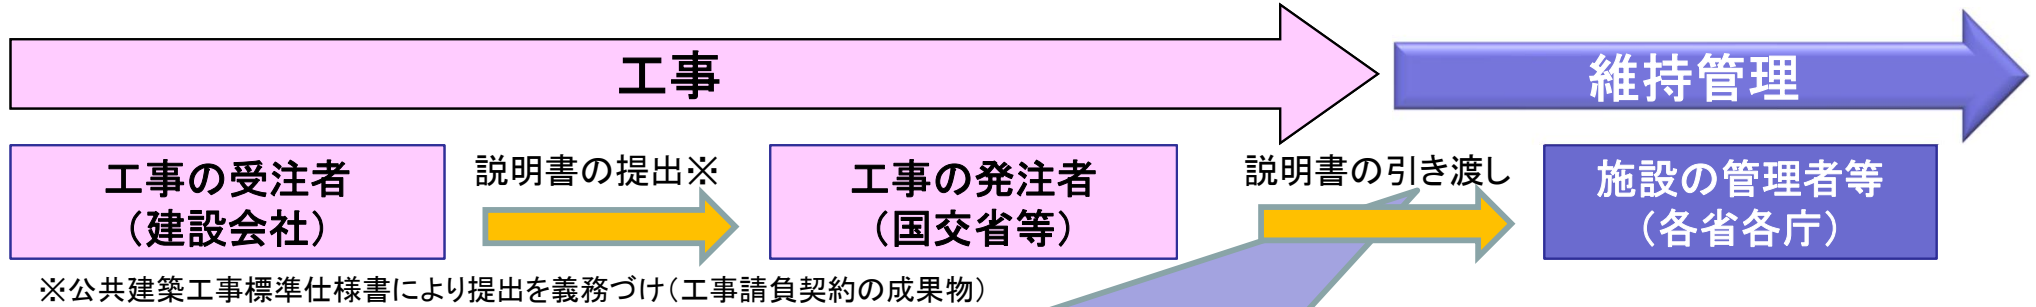 工事
維持管理
工事の受注者
（建設会社）
説明書の提出※
工事の発注者
（国交省等）
説明書の引き渡し
施設の管理者等
（各省各庁）
※公共建築工事標準仕様書により提出を義務づけ（工事請負契約の成果物）